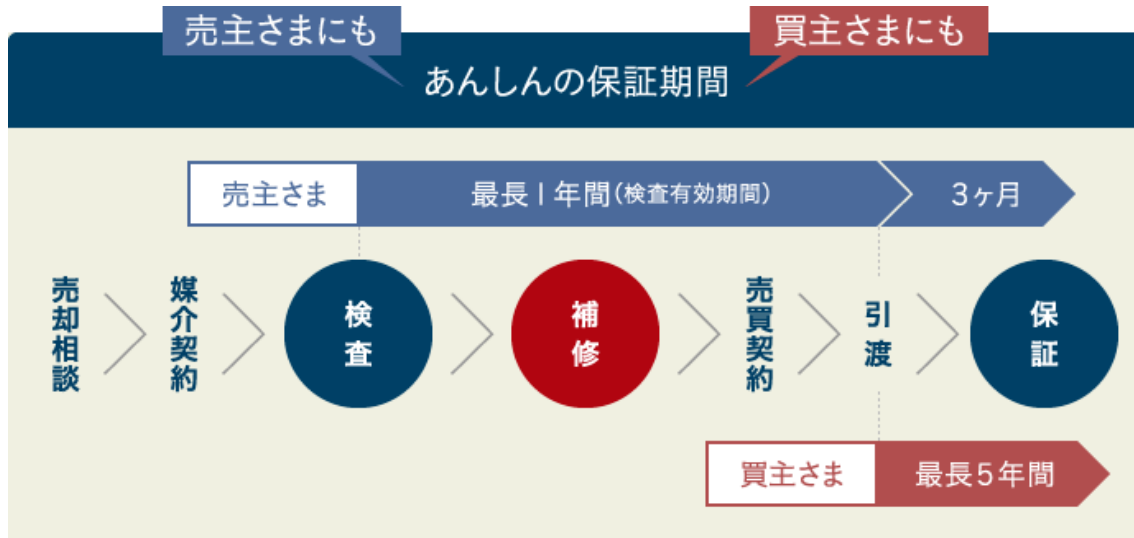 売主さまにも
買主さまにも
あんしんの保証期間
売主さま
最長1年間(検査有効期間)
3ヶ月
売却相談
媒介契約
検査
補修
売買契約
引渡
保証
買主さま
最長5年間